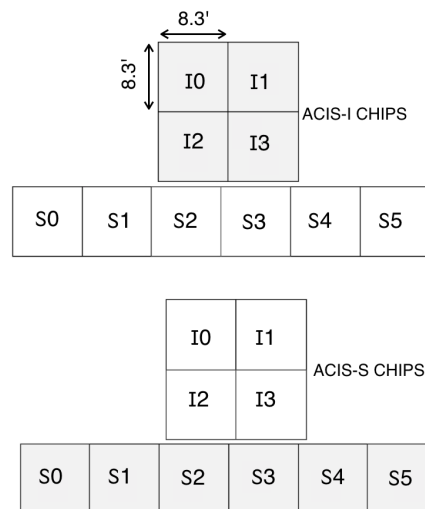 8.3'
8.3'
I0 I1
ACIS-I CHIPS
I2 I3
S0 S1 S2 S3 S4 S5
I0 I1
ACIS-S CHIPS
I2 I3
S0 S1 S2 S3 S4 S5